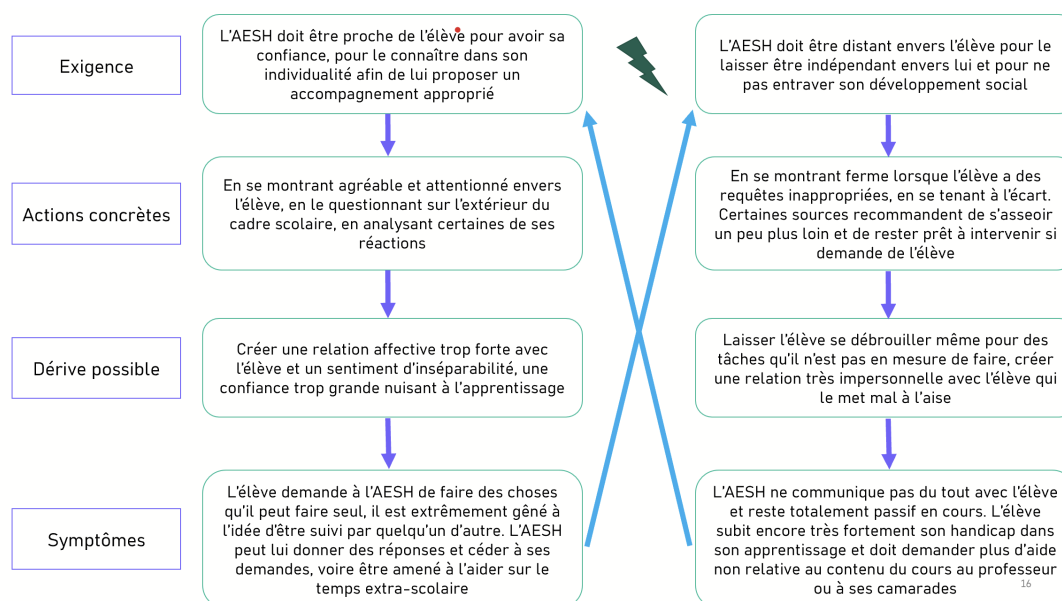 Exigence
L'AESH doit être proche de l'élève pour avoir sa
confiance, pour le connaître dans son
individualité afin de lui proposer un
accompagnement approprié
L'AESH doit être distant envers l'élève pour le
laisser être indépendant envers lui et pour ne
pas entraver son développement social
Actions concrètes
En se montrant agréable et attentionné envers
l'élève, en le questionnant sur l'extérieur du
cadre scolaire, en analysant certaines de ses
réactions
En se montrant ferme lorsque l'élève a des
requêtes inappropriées, en se tenant à l'écart.
Certaines sources recommandent de s'asseoir
un peu plus loin et de rester prêt à intervenir si
demande de l'élève
Dérive possible
Créer une relation affective trop forte avec
l'élève et un sentiment d'inséparabilité, une
confiance trop grande nuisant à l'apprentissage
Laisser l'élève se débrouiller même pour des
tâches qu'il n'est pas en mesure de faire, créer
une relation très impersonnelle avec l'élève qui
le met mal à l'aise
Symptômes
L'élève demande à l'AESH de faire des choses
qu'il peut faire seul, il est extrêmement gêné à
l'idée d'être suivi par quelqu'un d'autre. L'AESH
peut lui donner des réponses et céder à ses
demandes, voire être amené à l'aider sur le
temps extra-scolaire
L'AESH ne communique pas du tout avec l'élève
et reste totalement passif en cours. L'élève
subit encore très fortement son handicap dans
son apprentissage et doit demander plus d'aide
non relative au contenu du cours au professeur
ou à ses camarades
16